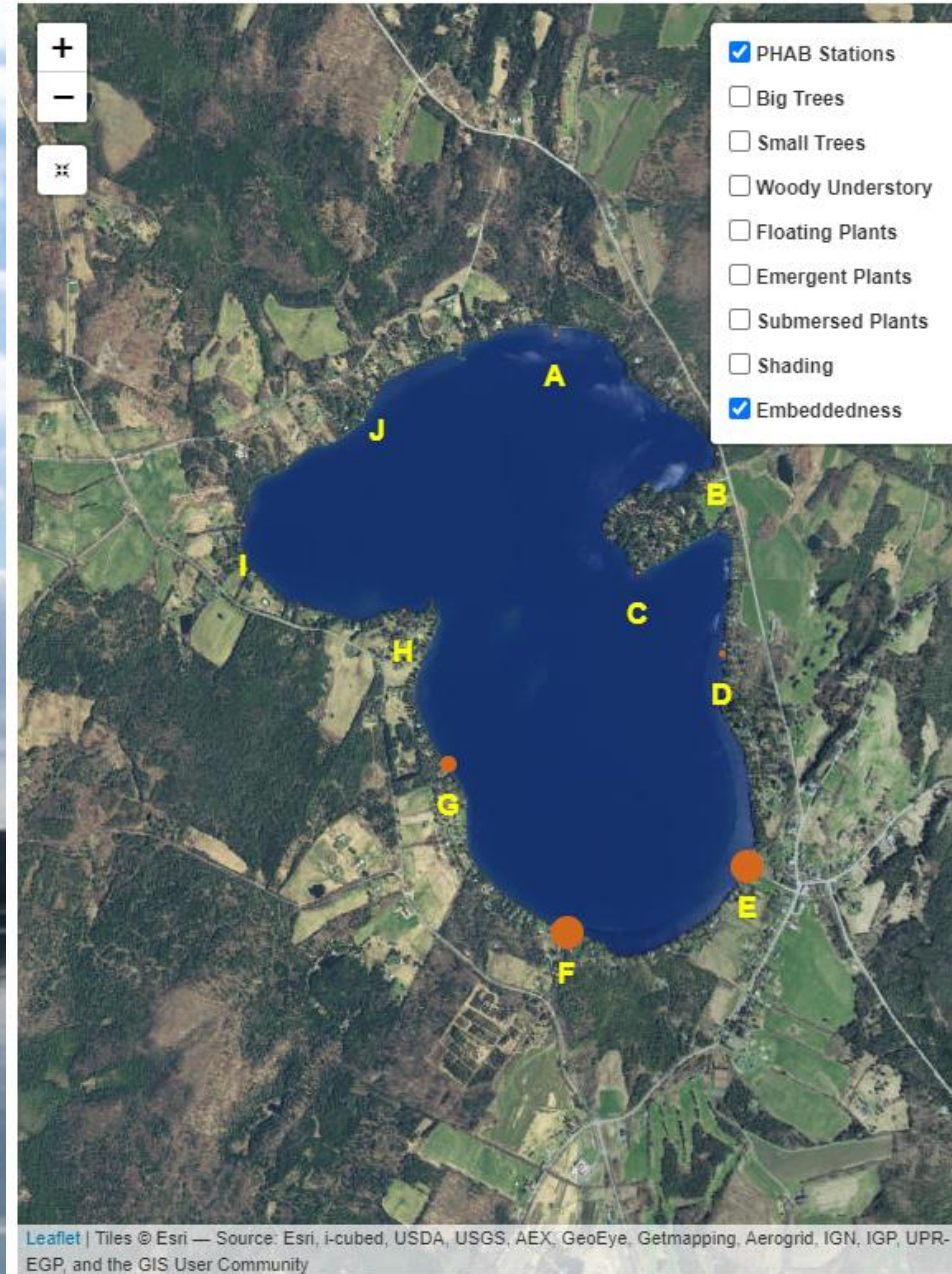 +
−
PHAB Stations
Big Trees
Small Trees
Woody Understory
Floating Plants
Emergent Plants
Submersed Plants
Shading
Embeddedness
A
J
B
I
C
H
D
G
E
F
Leaflet | Tiles © Esri — Source: Esri, i-cubed, USDA, USGS, AEX, GeoEye, Getmapping, Aerogrid, IGN, IGP, UPR-
EGP, and the GIS User Community